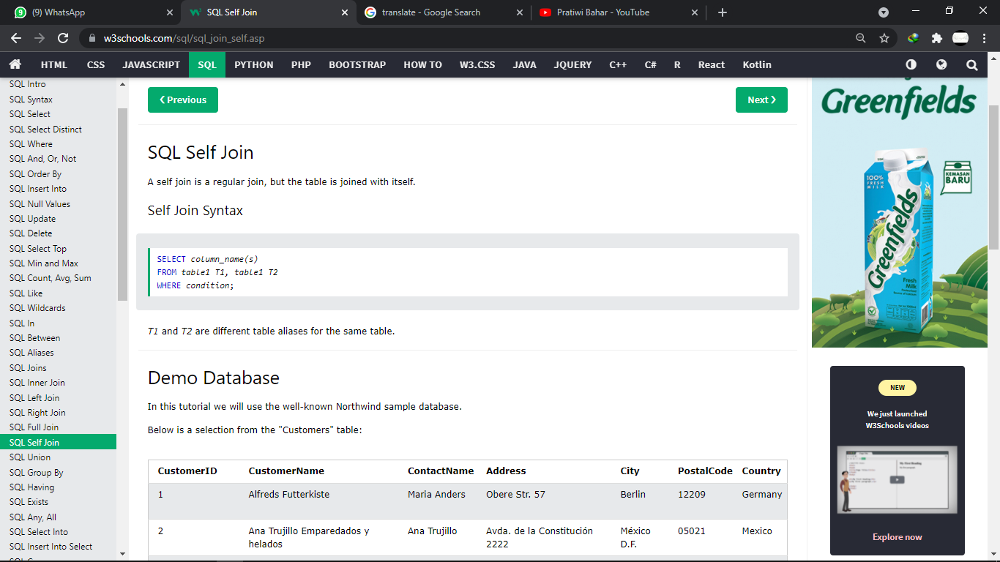 (9) WhatsApp
SQL Self Join
translate - Google Search
Pratiwi Bahar - YouTube
w3schools.com/sql/sql_join_self.asp
HTML CSS JAVASCRIPT SQL PYTHON PHP BOOTSTRAP HOW TO W3.CSS JAVA JQUERY C++ C# R React Kotlin
SQL Intro
SQL Syntax
SQL Select
SQL Select Distinct
SQL Where
SQL And, Or, Not
SQL Order By
SQL Insert Into
SQL Null Values
SQL Update
SQL Delete
SQL Select Top
SQL Min and Max
SQL Count, Avg, Sum
SQL Like
SQL Wildcards
SQL In
SQL Between
SQL Aliases
SQL Joins
SQL Inner Join
SQL Left Join
SQL Right Join
SQL Full Join
SQL Self Join
SQL Union
SQL Group By
SQL Having
SQL Exists
SQL Any, All
SQL Select Into
SQL Insert Into Select
❮ Previous
Next ❯
SQL Self Join
A self join is a regular join, but the table is joined with itself.
Self Join Syntax
SELECT column_name(s)
FROM table1 T1, table1 T2
WHERE condition;
T1 and T2 are different table aliases for the same table.
Demo Database
In this tutorial we will use the well-known Northwind sample database.
Below is a selection from the "Customers" table:
CustomerID CustomerName ContactName Address City PostalCode Country
1 Alfreds Futterkiste Maria Anders Obere Str. 57 Berlin 12209 Germany
2 Ana Trujillo Emparedados y helados Ana Trujillo Avda. de la Constitución 2222 México D.F. 05021 Mexico
Greenfields
100%
FRESH
MILK
KEMASAN
BARU
Greenfields
Fresh
Milk
NEW
We just launched
W3Schools videos
Explore now